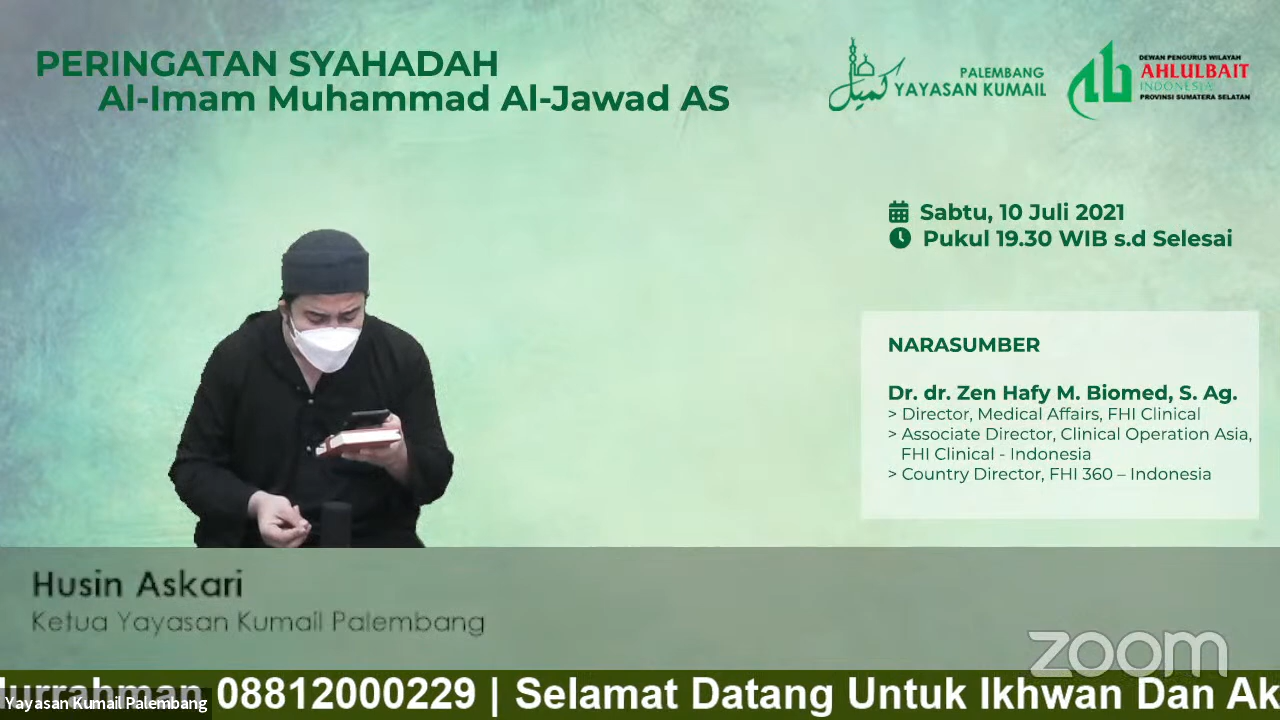 PERINGATAN SYAHADAH
Al-Imam Muhammad Al-Jawad AS
كميل
PALEMBANG
YAYASAN KUMAIL
DEWAN PENGURUS WILAYAH
AHLULBAIT
INDONESIA
PROVINSI SUMATERA SELATAN
Sabtu, 10 Juli 2021
Pukul 19.30 WIB s.d Selesai
NARASUMBER
Dr. dr. Zen Hafy M. Biomed, S. Ag.
> Director, Medical Affairs, FHI Clinical
> Associate Director, Clinical Operation Asia,
FHI Clinical - Indonesia
> Country Director, FHI 360 – Indonesia
Husin Askari
Ketua Yayasan Kumail Palembang
zoom
08812000229 | Selamat Datang Untuk Ikhwan Dan Ak
Yayasan Kumail Palembang